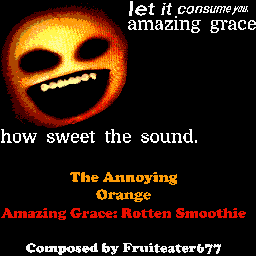 let it consume you.
amazing grace
how sweet the sound.
The Annoying
Orange
Amazing Grace: Rotten Smoothie
Composed by Fruiteater677